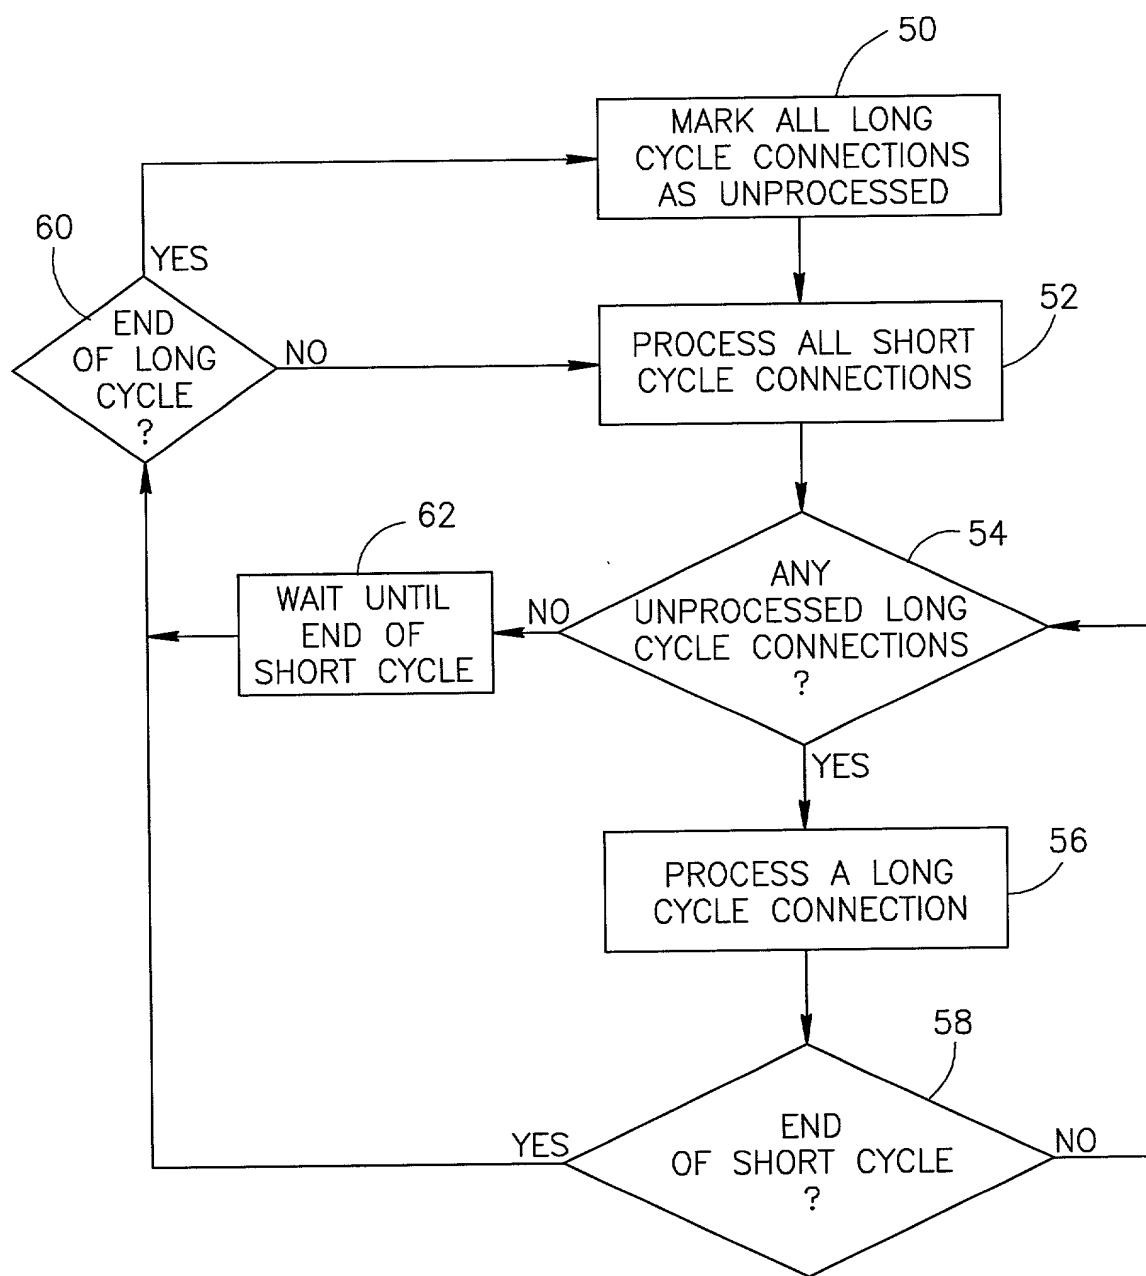 50
MARK ALL LONG
CYCLE CONNECTIONS
AS UNPROCESSED
60
YES
END
OF LONG
CYCLE
?
NO
52
PROCESS ALL SHORT
CYCLE CONNECTIONS
62
WAIT UNTIL
END OF
SHORT CYCLE
NO
54
ANY
UNPROCESSED LONG
CYCLE CONNECTIONS
?
YES
56
PROCESS A LONG
CYCLE CONNECTION
58
YES
END
OF SHORT CYCLE
?
NO